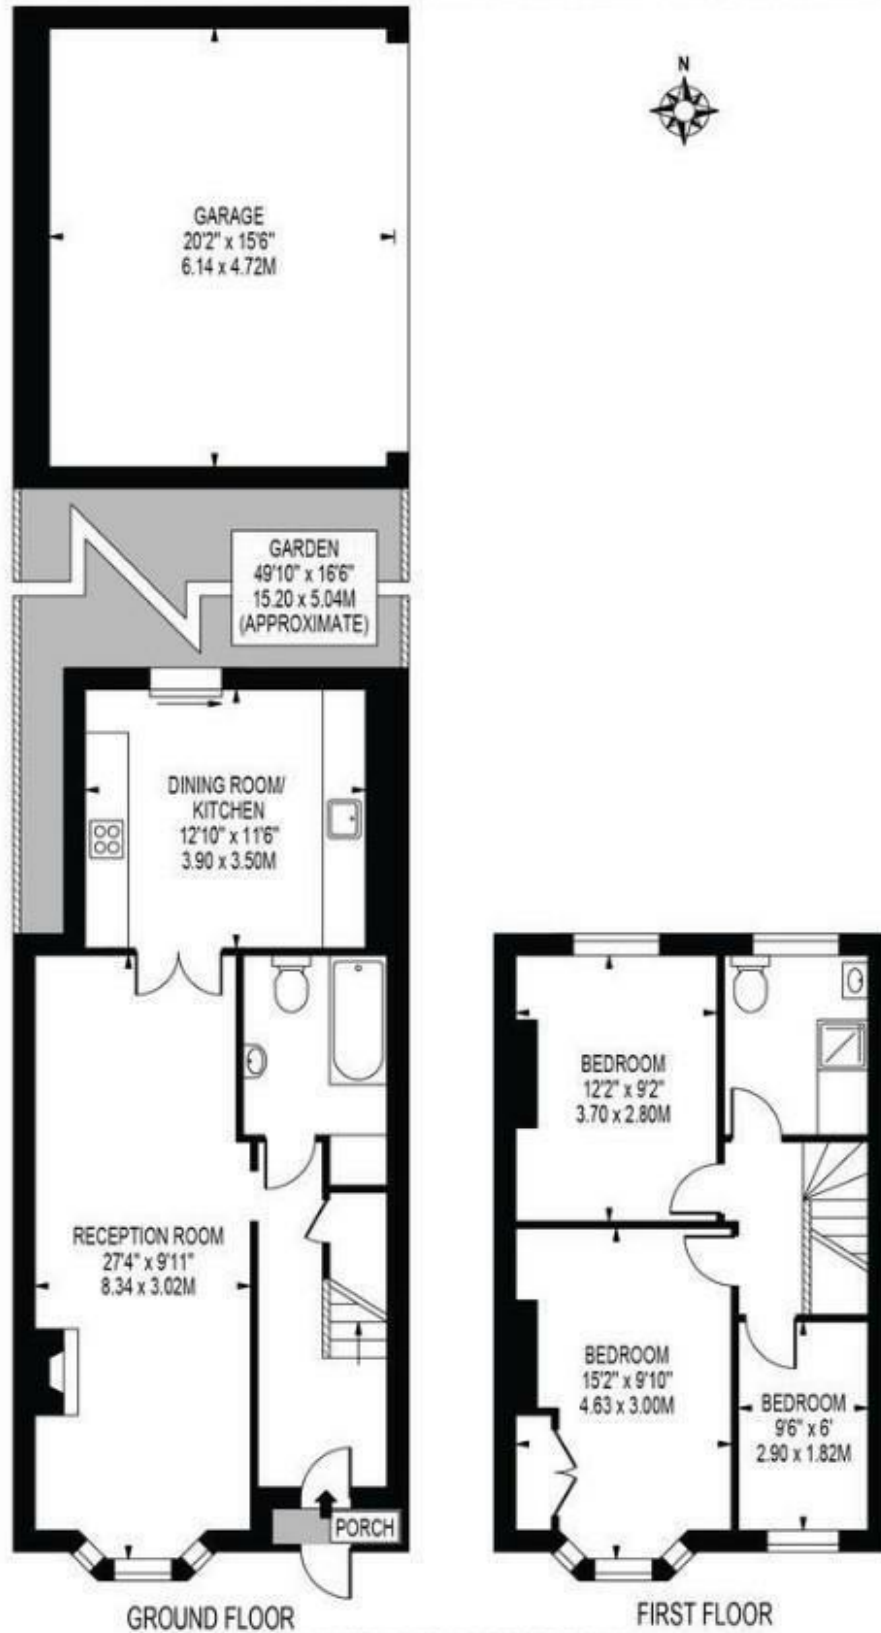 N
GARAGE
20'2" x 15'6"
6.14 x 4.72M
GARDEN
49'10" x 16'6"
15.20 x 5.04M
(APPROXIMATE)
DINING ROOM/
KITCHEN
12'10" x 11'6"
3.90 x 3.50M
RECEPTION ROOM
27'4" x 9'11"
8.34 x 3.02M
PORCH
GROUND FLOOR
BEDROOM
12'2" x 9'2"
3.70 x 2.80M
BEDROOM
15'2" x 9'10"
4.63 x 3.00M
BEDROOM
9'6" x 6'
2.90 x 1.82M
FIRST FLOOR